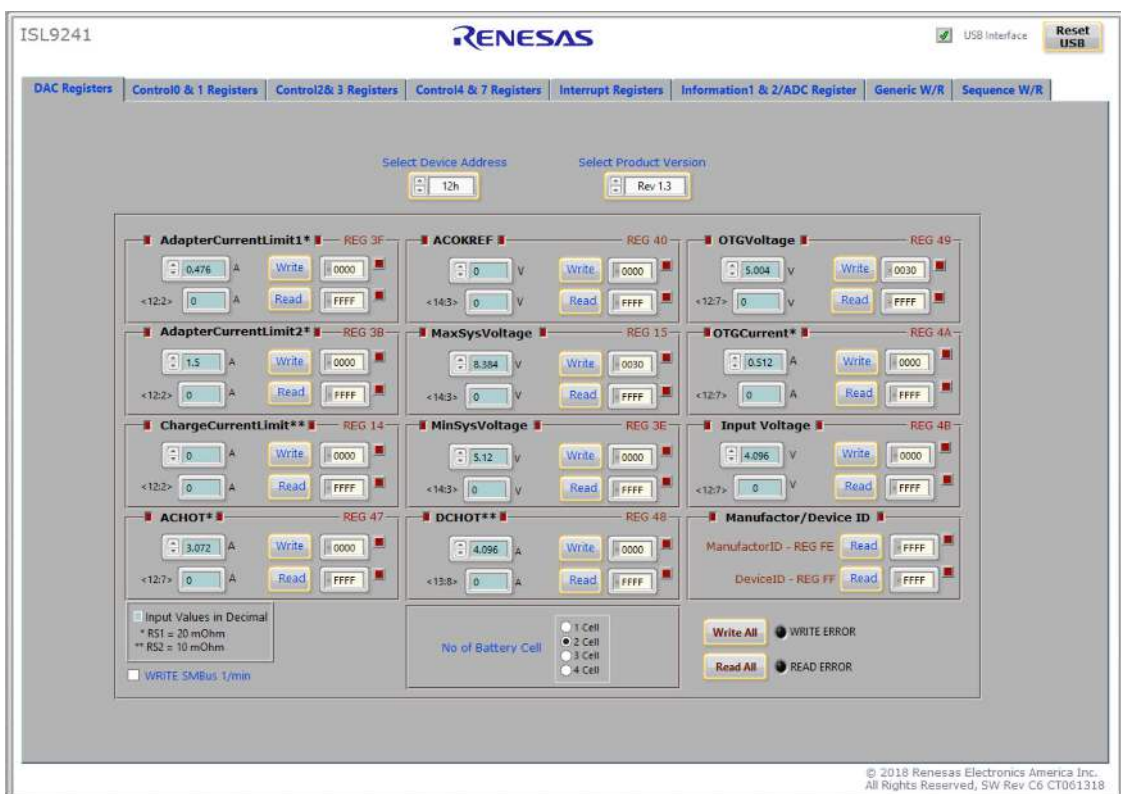 ISL9241
RENESAS
USB Interface
Reset USB
DAC Registers
Control0 & 1 Registers
Control2& 3 Registers
Control4 & 7 Registers
Interrupt Registers
Information1 & 2/ADC Register
Generic W/R
Sequence W/R
Select Device Address
Select Product Version
12h
Rev 1.3
AdapterCurrentLimit1* REG 3F
0.476 A Write 0000
<12:2> 0 A Read FFFF
ACOKREF REG 40
0 V Write 0000
<14:3> 0 V Read FFFF
OTGVoltage REG 49
5.004 V Write 0030
<12:7> 0 V Read FFFF
AdapterCurrentLimit2* REG 3B
1.5 A Write 0000
<12:2> 0 A Read FFFF
MaxSysVoltage REG 15
8.384 V Write 0030
<14:3> 0 V Read FFFF
OTGCurrent* REG 4A
0.512 A Write 0000
<12:7> 0 A Read FFFF
ChargeCurrentLimit** REG 14
0 A Write 0000
<12:2> 0 A Read FFFF
MinSysVoltage REG 3E
5.12 V Write 0000
<14:3> 0 V Read FFFF
Input Voltage REG 4B
4.096 V Write 0000
<12:7> 0 V Read FFFF
ACHOT* REG 47
3.072 A Write 0000
<12:7> 0 A Read FFFF
DCHOT** REG 48
4.096 A Write 0000
<13:8> 0 A Read FFFF
Manufactor/Device ID
ManufactorID - REG FE Read FFFF
DeviceID - REG FF Read FFFF
Input Values in Decimal
* RS1 = 20 mOhm
** RS2 = 10 mOhm
WRITE SMBus 1/min
No of Battery Cell
1 Cell
2 Cell
3 Cell
4 Cell
Write All WRITE ERROR
Read All READ ERROR
© 2018 Renesas Electronics America Inc.
All Rights Reserved, SW Rev C6 CT061318